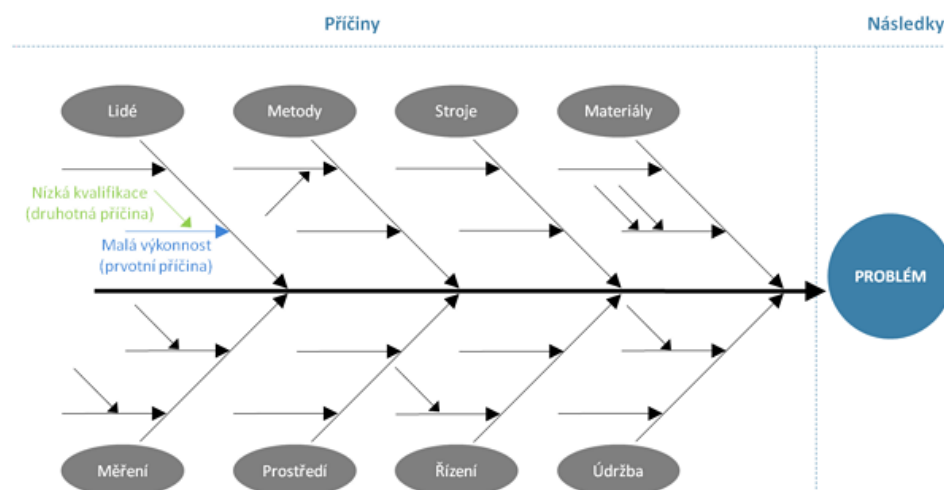 Příčiny
Následky
Lidé
Metody
Stroje
Materiály
Nízká kvalifikace
(druhotná příčina)
Malá výkonnost
(prvotní příčina)
PROBLÉM
Měření
Prostředí
Řízení
Údržba